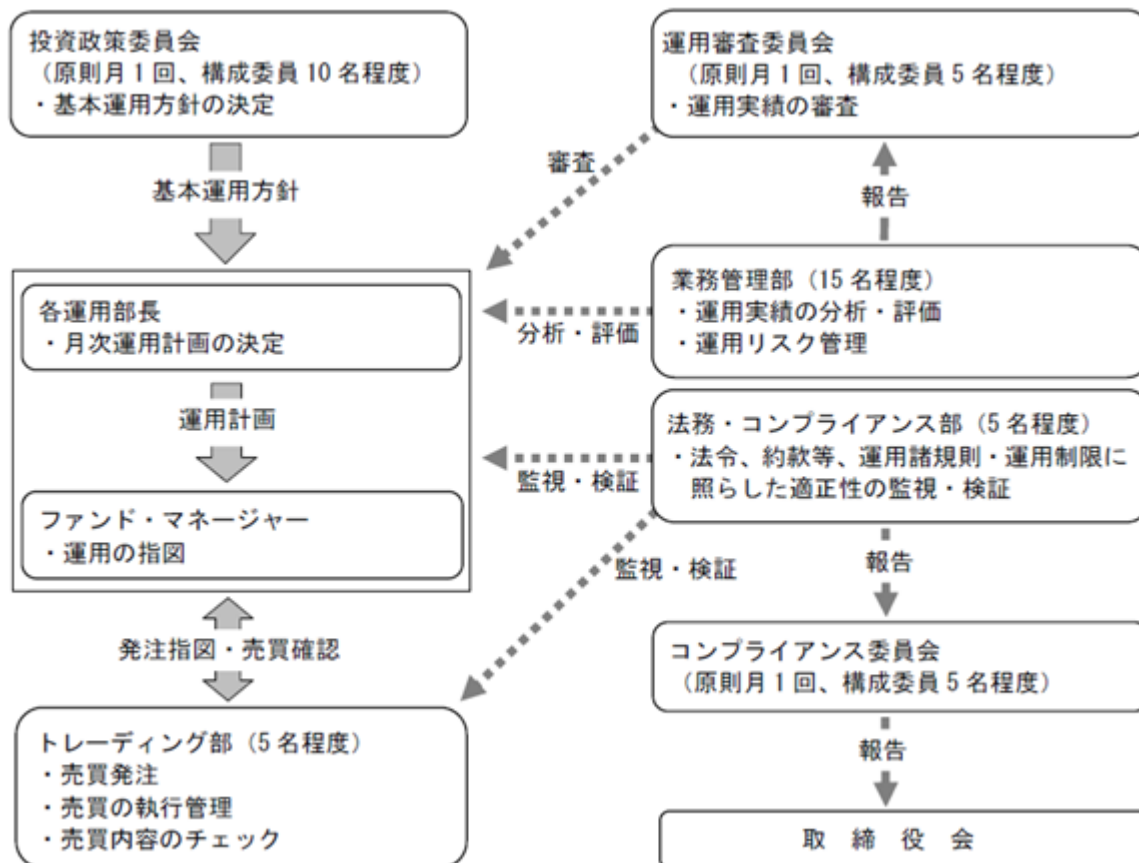 投資政策委員会
（原則月1回、構成委員10名程度）
・基本運用方針の決定
基本運用方針
各運用部長
・月次運用計画の決定
運用計画
ファンド・マネージャー
・運用の指図
発注指図・売買確認
トレーディング部（5名程度）
・売買発注
・売買の執行管理
・売買内容のチェック
運用審査委員会
（原則月1回、構成委員5名程度）
・運用実績の審査
審査
報告
業務管理部（15名程度）
・運用実績の分析・評価
・運用リスク管理
分析・評価
法務・コンプライアンス部（5名程度）
・法令、約款等、運用諸規則・運用制限に
照らした適正性の監視・検証
監視・検証
監視・検証
報告
コンプライアンス委員会
（原則月1回、構成委員5名程度）
報告
取　締　役　会